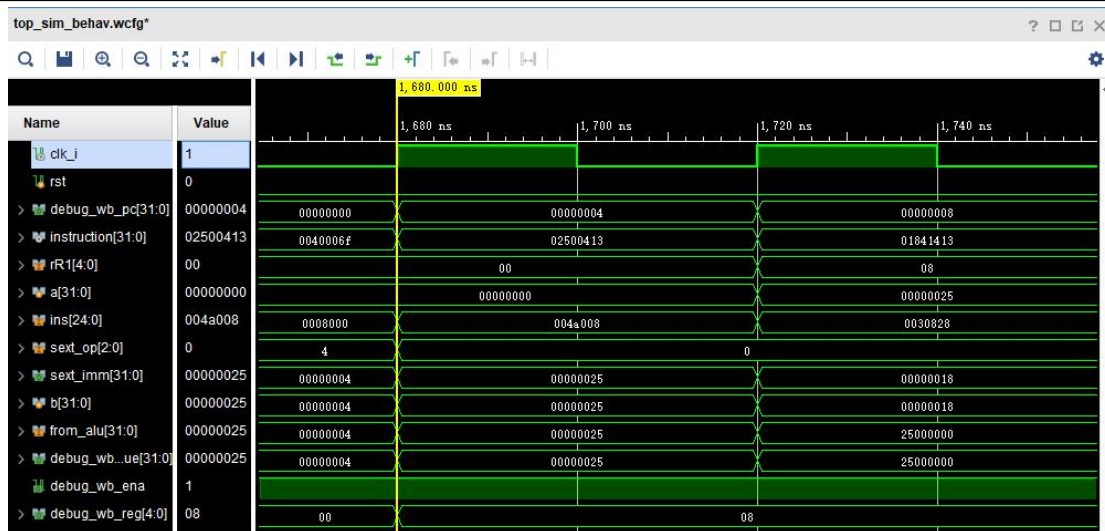 top_sim_behav.wcfg*
1,680.000 ns
Name Value
1,680 ns 1,700 ns 1,720 ns 1,740 ns
clk_i 1
rst 0
debug_wb_pc[31:0] 00000004 00000000 00000004 00000008
instruction[31:0] 02500413 0040006f 02500413 01841413
rR1[4:0] 00 00 08
a[31:0] 00000000 00000000 00000025
ins[24:0] 004a008 0008000 004a008 0030828
sext_op[2:0] 0 4 0
sext_imm[31:0] 00000025 00000004 00000025 00000018
b[31:0] 00000025 00000004 00000025 00000018
from_alu[31:0] 00000025 00000004 00000025 25000000
debug_wb...ue[31:0] 00000025 00000004 00000025 25000000
debug_wb_ena 1
debug_wb_reg[4:0] 08 00 08